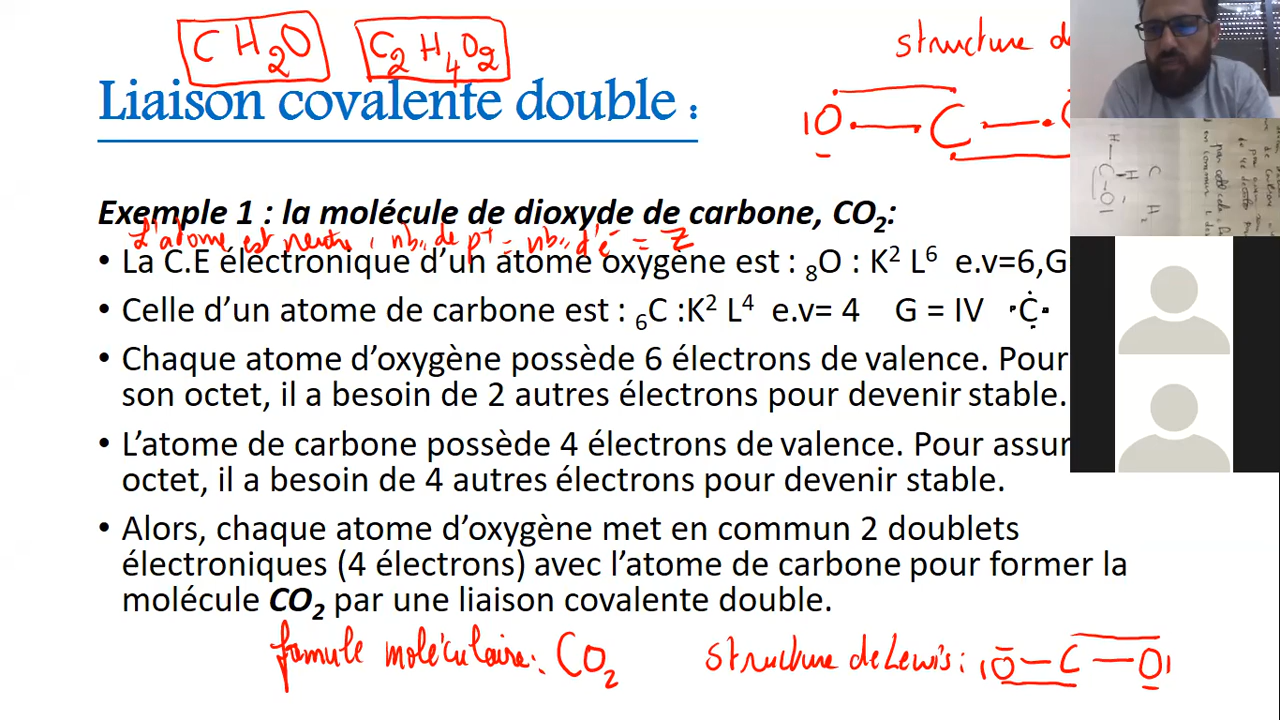 CH2O C2H4O2
structure de
Liaison covalente double :
|O — C —
Exemple 1 : la molécule de dioxyde de carbone, CO2:
L'atome est neutre, nb.. de p+ = nb.. d'e- = Z
• La C.E électronique d'un atome oxygène est : 8O : K2 L6 e.v=6,G
• Celle d'un atome de carbone est : 6C :K2 L4 e.v= 4 G = IV ·C·
• Chaque atome d'oxygène possède 6 électrons de valence. Pour
son octet, il a besoin de 2 autres électrons pour devenir stable.
• L'atome de carbone possède 4 électrons de valence. Pour assur
octet, il a besoin de 4 autres électrons pour devenir stable.
• Alors, chaque atome d'oxygène met en commun 2 doublets
électroniques (4 électrons) avec l'atome de carbone pour former la
molécule CO2 par une liaison covalente double.
formule moléculaire: CO2 structure de Lewis: |O — C — O|